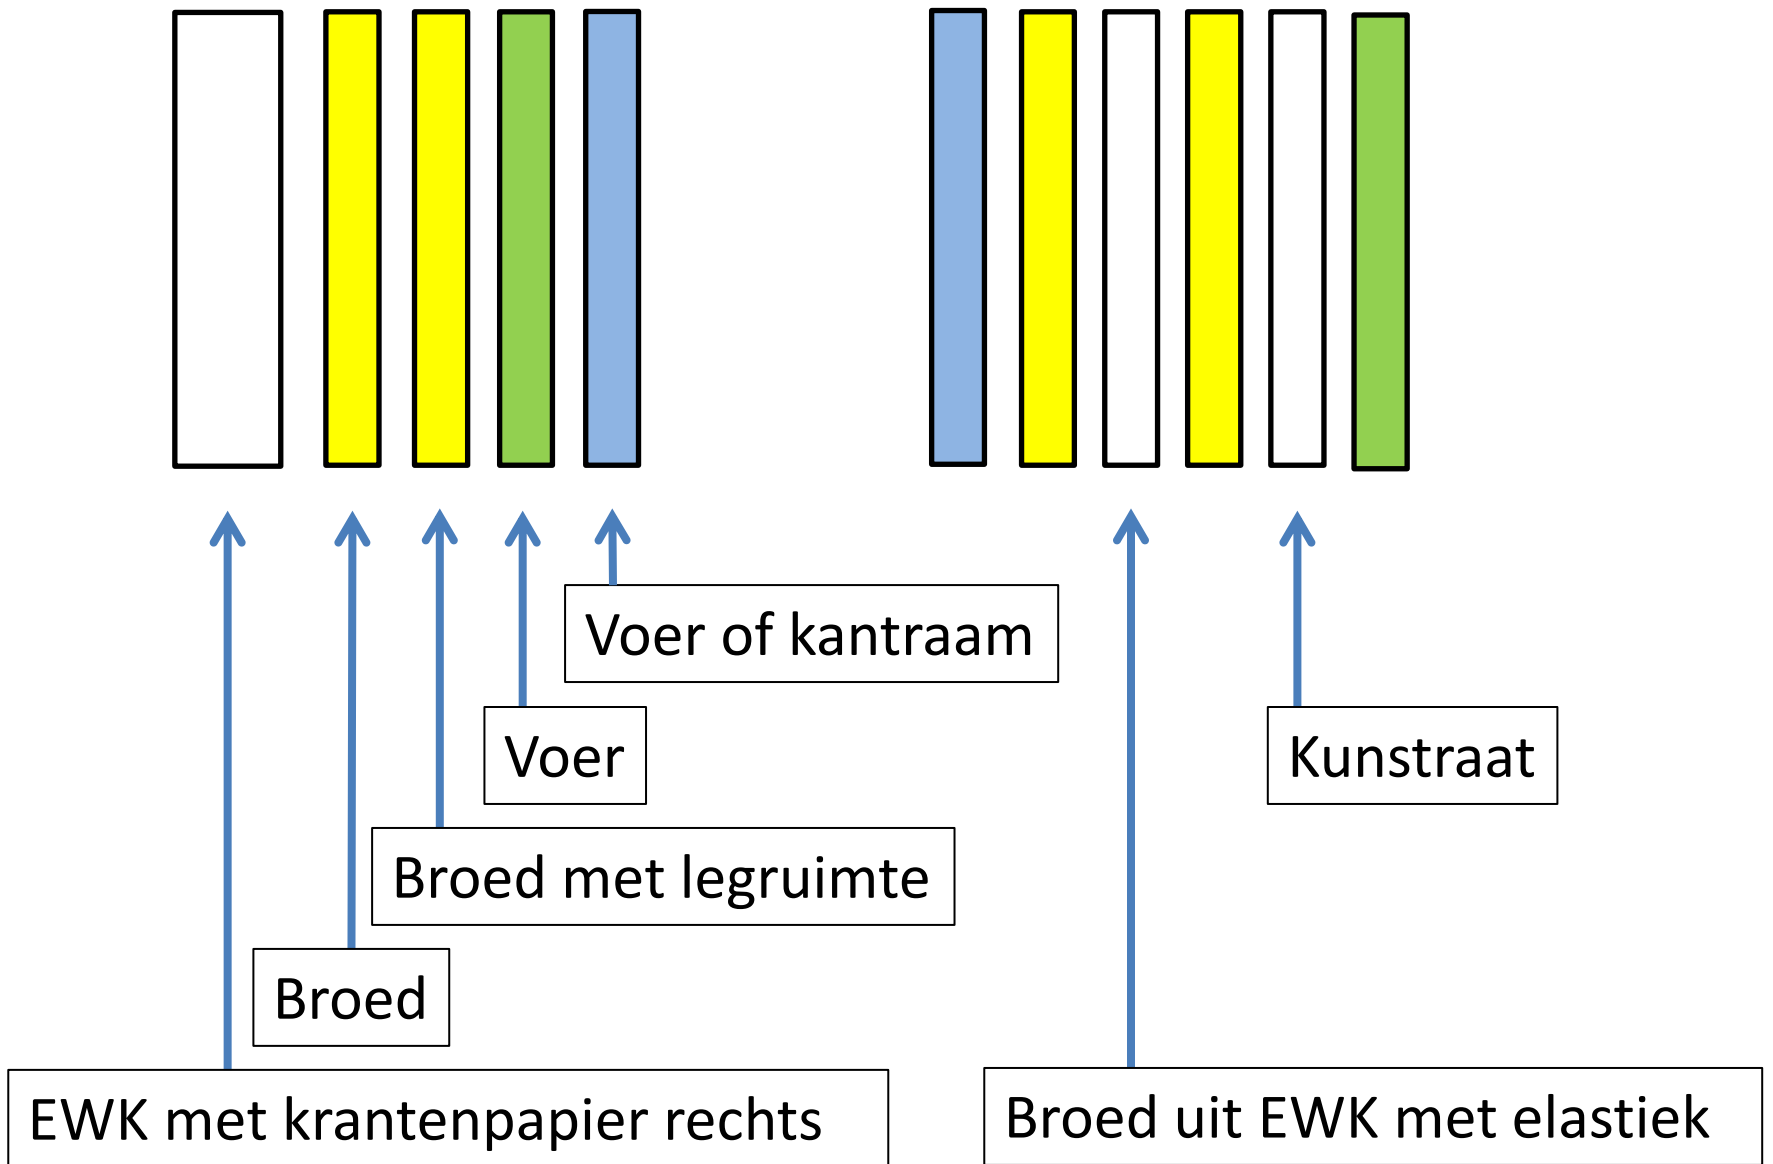 Voer of kantraam
Voer
Kunstraat
Broed met legruimte
Broed
EWK met krantenpapier rechts
Broed uit EWK met elastiek